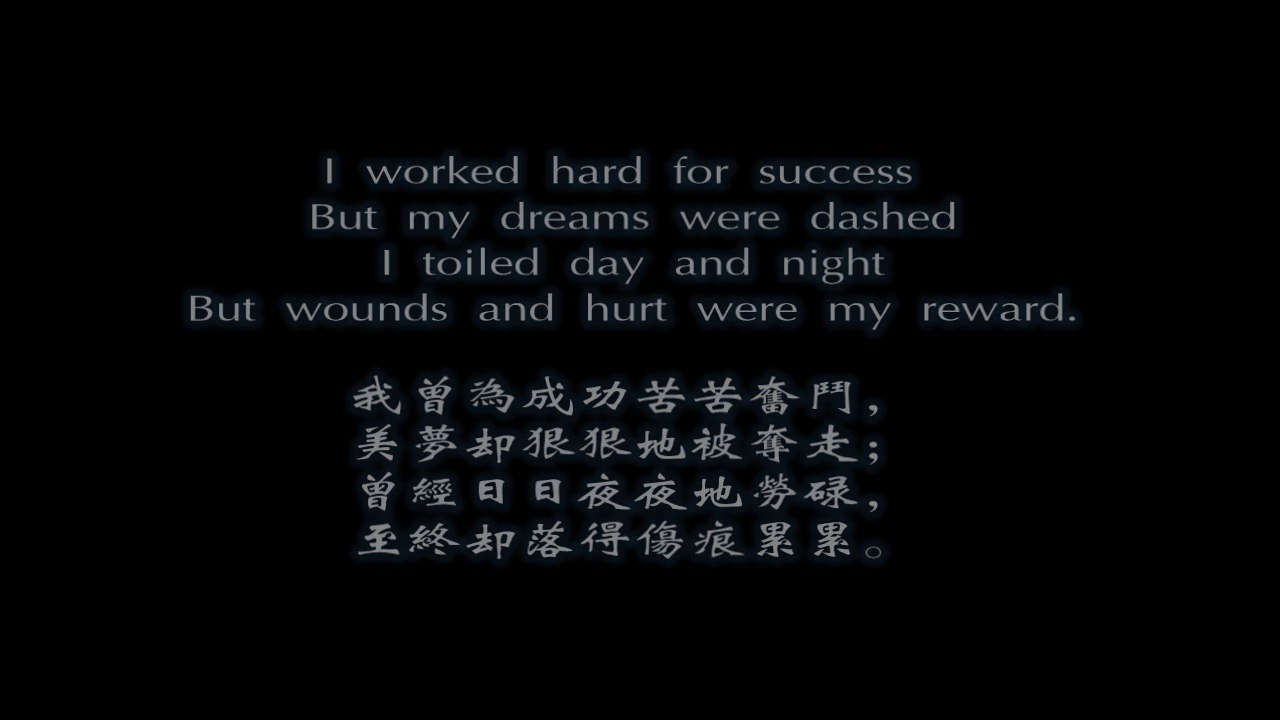 I worked hard for success
But my dreams were dashed
I toiled day and night
But wounds and hurt were my reward.
我曾為成功苦苦奮鬥，
美夢却狠狠地被奪走；
曾經日日夜夜地勞碌，
至終却落得傷痕累累。